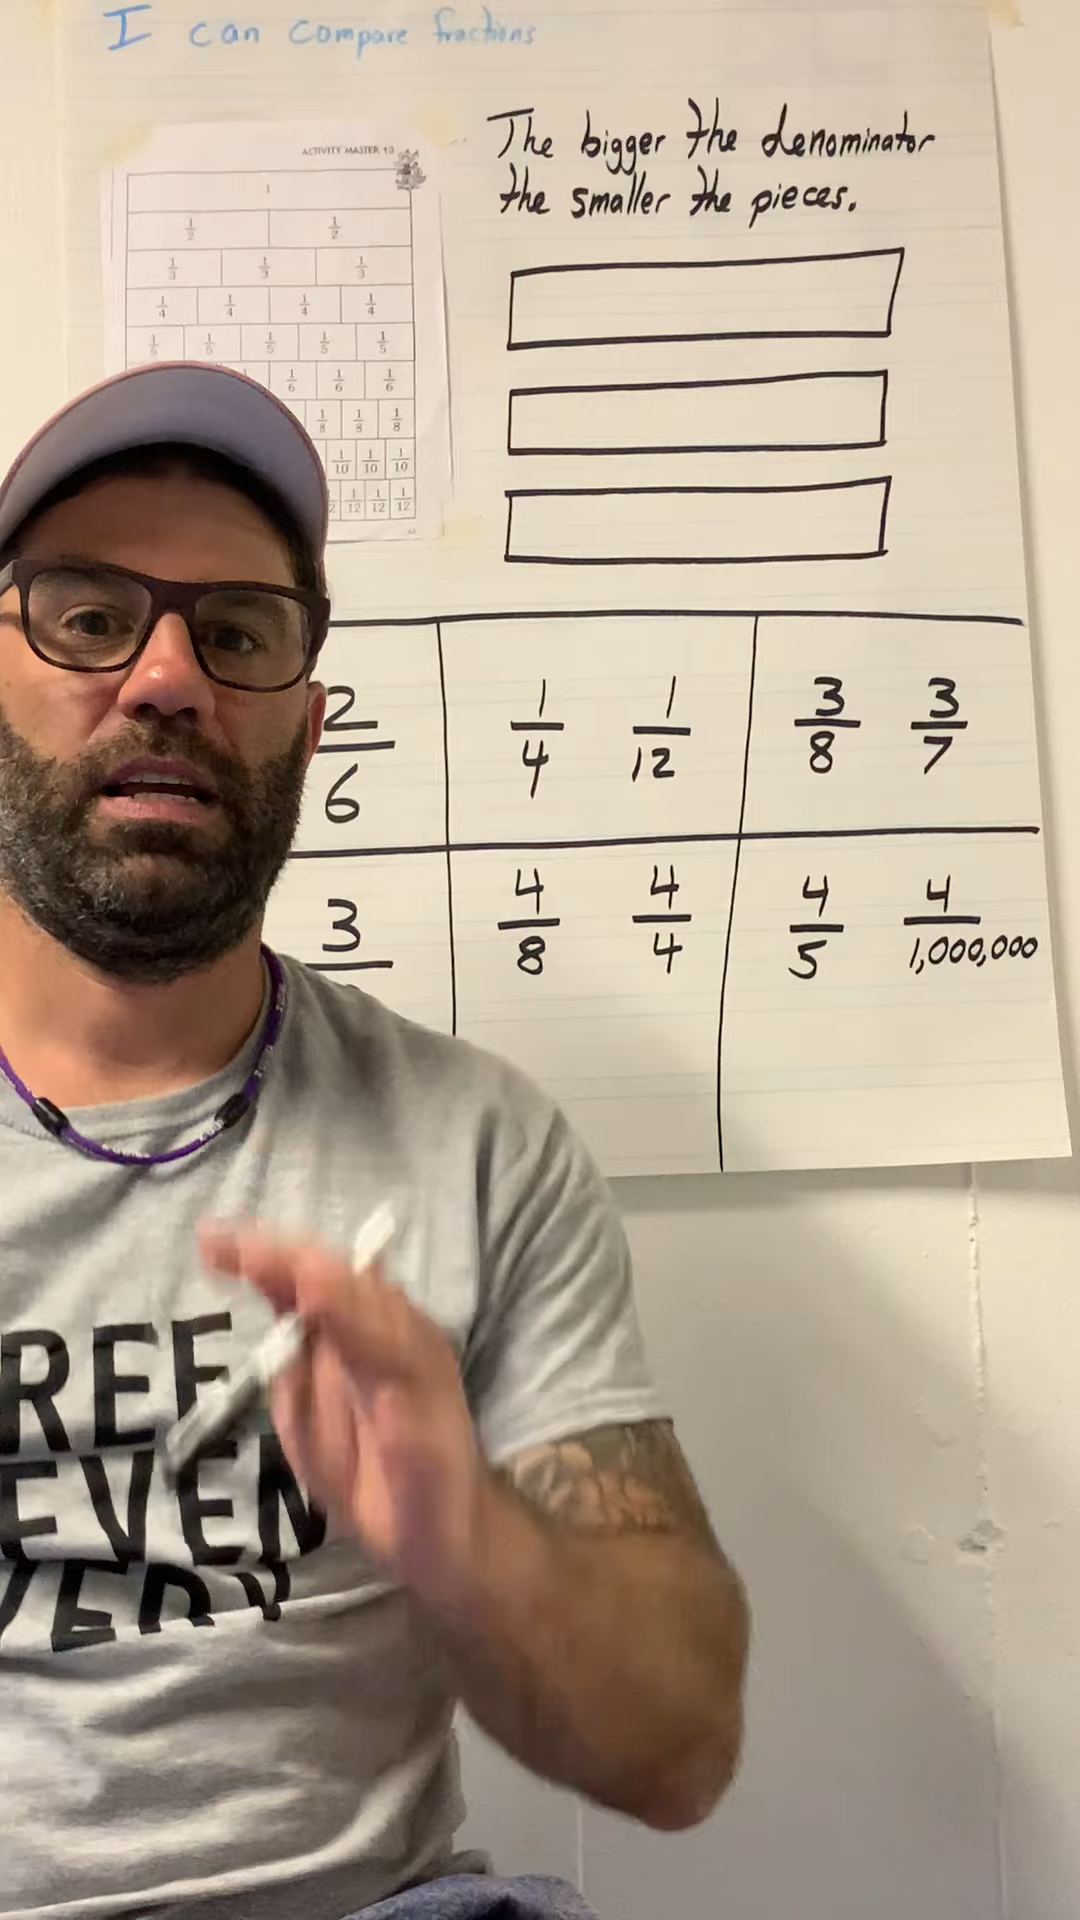 I can compare fractions
The bigger the denominator
the smaller the pieces.
ACTIVITY MASTER 13
1
1/2 1/2
1/3 1/3 1/3
1/4 1/4 1/4 1/4
1/5 1/5 1/5 1/5 1/5
1/6 1/6 1/6
1/8 1/8 1/8
1/10 1/10 1/10
1/12 1/12 1/12
2/6 1/4 1/12 3/8 3/7
3 4/8 4/4 4/5 4/1,000,000
REE
EVEN
VERY